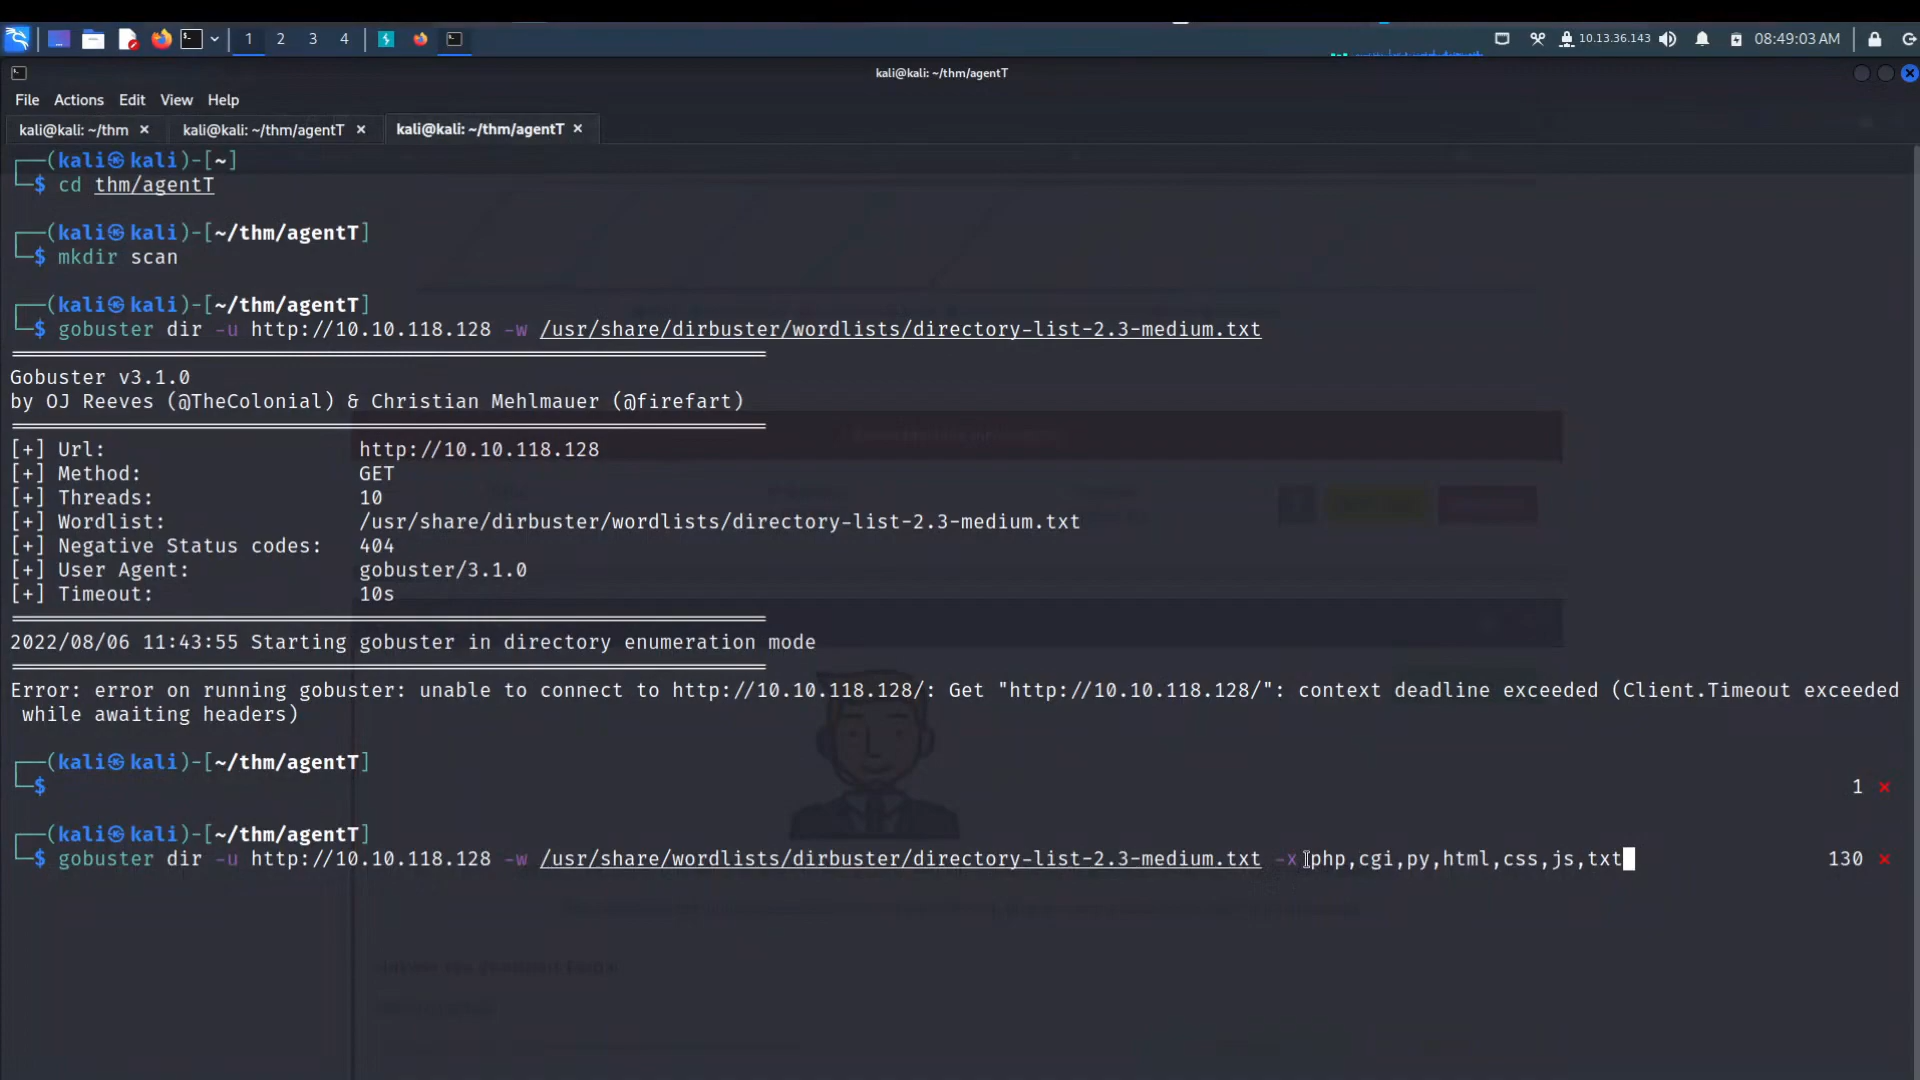 1 2 3 4 10.13.36.143 08:49:03 AM
kali@kali: ~/thm/agentT
File Actions Edit View Help
kali@kali: ~/thm × kali@kali: ~/thm/agentT × kali@kali: ~/thm/agentT ×
┌──(kali㉿kali)-[~]
└─$ cd thm/agentT
┌──(kali㉿kali)-[~/thm/agentT]
└─$ mkdir scan
┌──(kali㉿kali)-[~/thm/agentT]
└─$ gobuster dir -u http://10.10.118.128 -w /usr/share/dirbuster/wordlists/directory-list-2.3-medium.txt
===============================================================
Gobuster v3.1.0
by OJ Reeves (@TheColonial) & Christian Mehlmauer (@firefart)
===============================================================
[+] Url: http://10.10.118.128
[+] Method: GET
[+] Threads: 10
[+] Wordlist: /usr/share/dirbuster/wordlists/directory-list-2.3-medium.txt
[+] Negative Status codes: 404
[+] User Agent: gobuster/3.1.0
[+] Timeout: 10s
===============================================================
2022/08/06 11:43:55 Starting gobuster in directory enumeration mode
===============================================================
Error: error on running gobuster: unable to connect to http://10.10.118.128/: Get "http://10.10.118.128/": context deadline exceeded (Client.Timeout exceeded
while awaiting headers)
┌──(kali㉿kali)-[~/thm/agentT]
└─$ 1 ×
┌──(kali㉿kali)-[~/thm/agentT]
└─$ gobuster dir -u http://10.10.118.128 -w /usr/share/wordlists/dirbuster/directory-list-2.3-medium.txt -x php,cgi,py,html,css,js,txt 130 ×